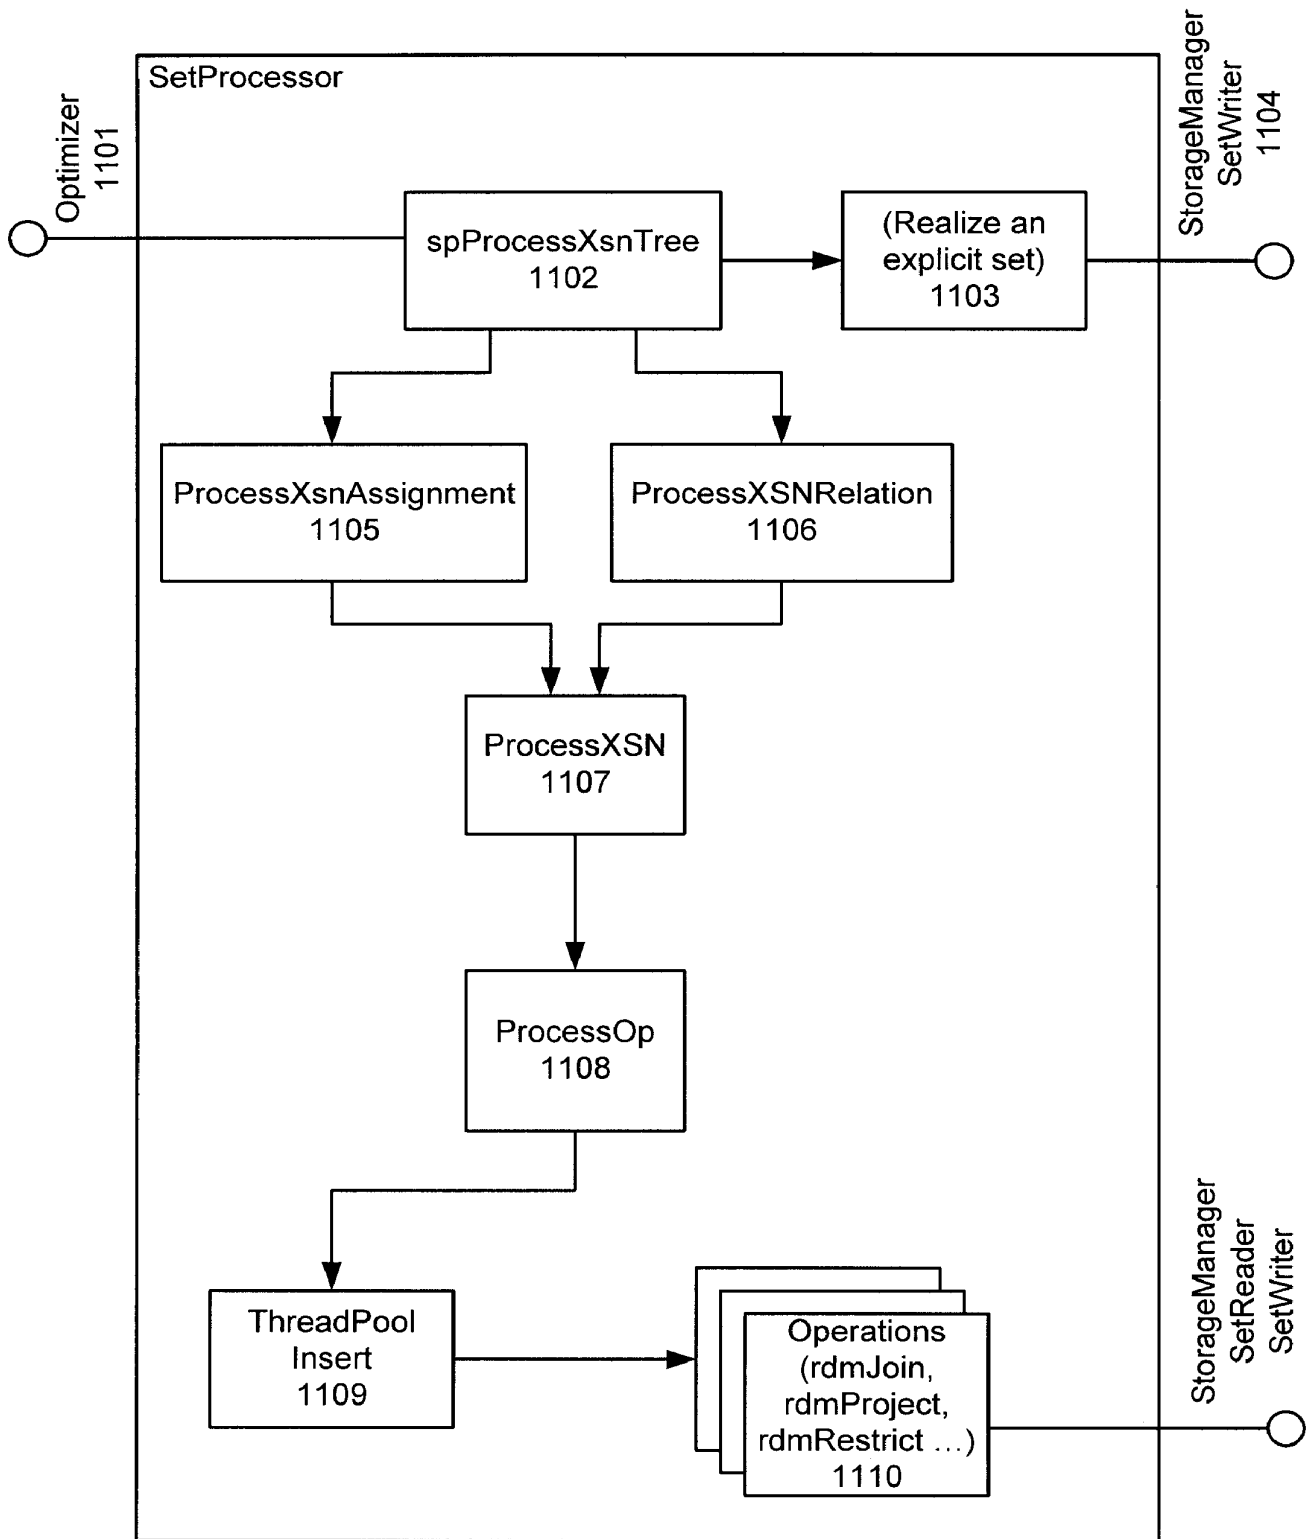 SetProcessor
Optimizer
1101
StorageManager
SetWriter
1104
spProcessXsnTree
1102
(Realize an
explicit set)
1103
ProcessXsnAssignment
1105
ProcessXSNRelation
1106
ProcessXSN
1107
ProcessOp
1108
ThreadPool
Insert
1109
Operations
(rdmJoin,
rdmProject,
rdmRestrict ...)
1110
StorageManager
SetReader
SetWriter